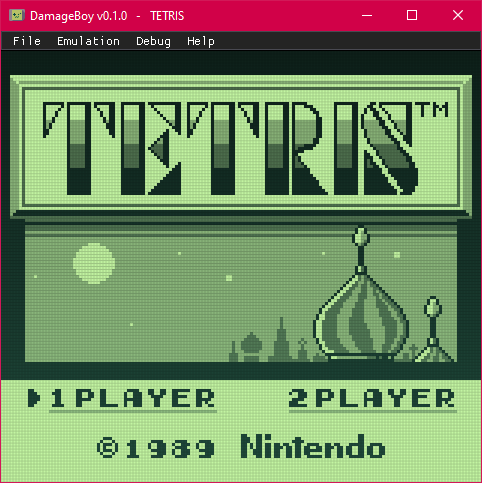 DamageBoy v0.1.0 - TETRIS
File Emulation Debug Help
TETRIS™
1PLAYER 2PLAYER
©1989 Nintendo